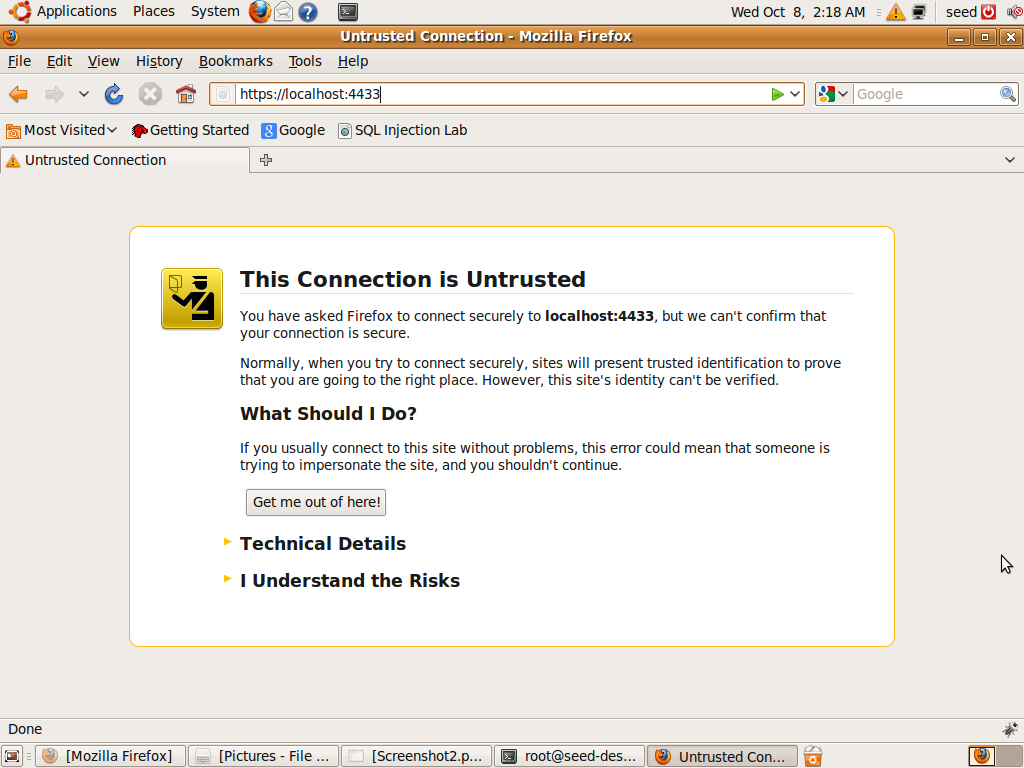 Applications Places System Wed Oct 8, 2:18 AM seed
Untrusted Connection - Mozilla Firefox
File Edit View History Bookmarks Tools Help
https://localhost:4433 Google
Most Visited Getting Started Google SQL Injection Lab
Untrusted Connection
This Connection is Untrusted
You have asked Firefox to connect securely to localhost:4433, but we can't confirm that
your connection is secure.
Normally, when you try to connect securely, sites will present trusted identification to prove
that you are going to the right place. However, this site's identity can't be verified.
What Should I Do?
If you usually connect to this site without problems, this error could mean that someone is
trying to impersonate the site, and you shouldn't continue.
Get me out of here!
Technical Details
I Understand the Risks
Done
[Mozilla Firefox] [Pictures - File ... [Screenshot2.p... root@seed-des... Untrusted Con...